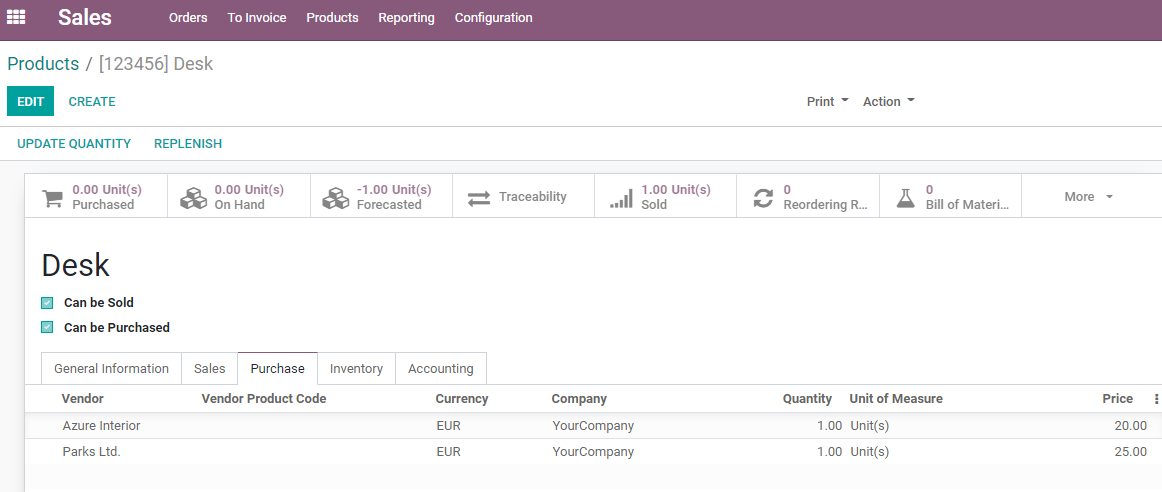 Sales Orders To Invoice Products Reporting Configuration
Products / [123456] Desk
EDIT CREATE Print Action
UPDATE QUANTITY REPLENISH
0.00 Unit(s) 0.00 Unit(s) -1.00 Unit(s) Traceability 1.00 Unit(s) 0 0 More
Purchased On Hand Forecasted Sold Reordering R... Bill of Materi...
Desk
Can be Sold
Can be Purchased
General Information Sales Purchase Inventory Accounting
Vendor Vendor Product Code Currency Company Quantity Unit of Measure Price
Azure Interior EUR YourCompany 1.00 Unit(s) 20.00
Parks Ltd. EUR YourCompany 1.00 Unit(s) 25.00